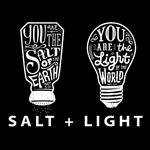 YOU ARE THE
SALT
OF THE
EARTH
YOU
ARE the
Light
OF the
WORLD
SALT + LIGHT